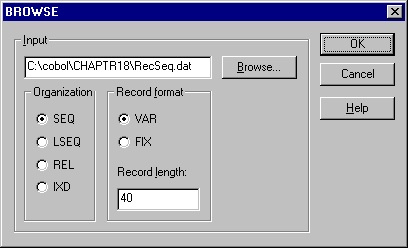 BROWSE
Input
C:\cobol\CHAPTR18\RecSeq.dat
Browse...
OK
Cancel
Help
Organization
SEQ
LSEQ
REL
IXD
Record format
VAR
FIX
Record length:
40